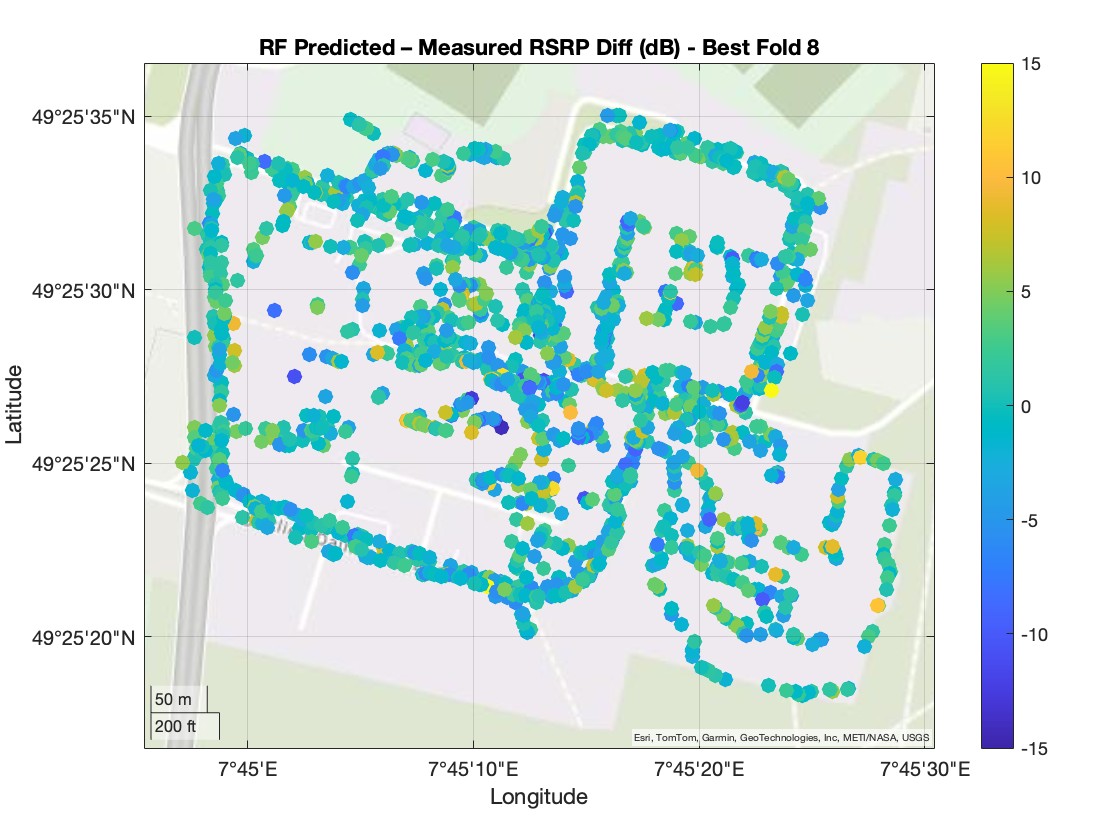 RF Predicted – Measured RSRP Diff (dB) - Best Fold 8
15
10
5
0
-5
-10
-15
49°25'35"N
49°25'30"N
49°25'25"N
49°25'20"N
Latitude
50 m
200 ft
Esri, TomTom, Garmin, GeoTechnologies, Inc, METI/NASA, USGS
7°45'E
7°45'10"E
7°45'20"E
7°45'30"E
Longitude